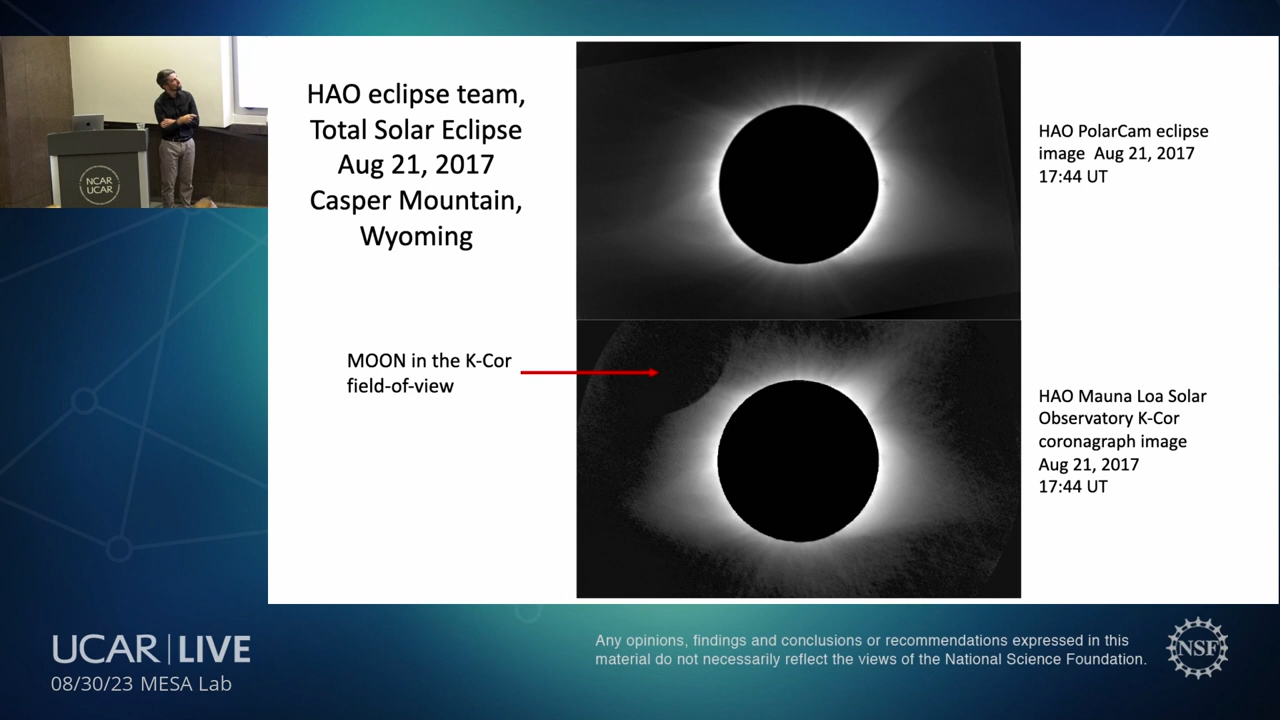 HAO eclipse team,
Total Solar Eclipse
Aug 21, 2017
Casper Mountain,
Wyoming
HAO PolarCam eclipse
image Aug 21, 2017
17:44 UT
MOON in the K-Cor
field-of-view
HAO Mauna Loa Solar
Observatory K-Cor
coronagraph image
Aug 21, 2017
17:44 UT
NCAR
UCAR
UCAR | LIVE
08/30/23 MESA Lab
Any opinions, findings and conclusions or recommendations expressed in this
material do not necessarily reflect the views of the National Science Foundation.
NSF